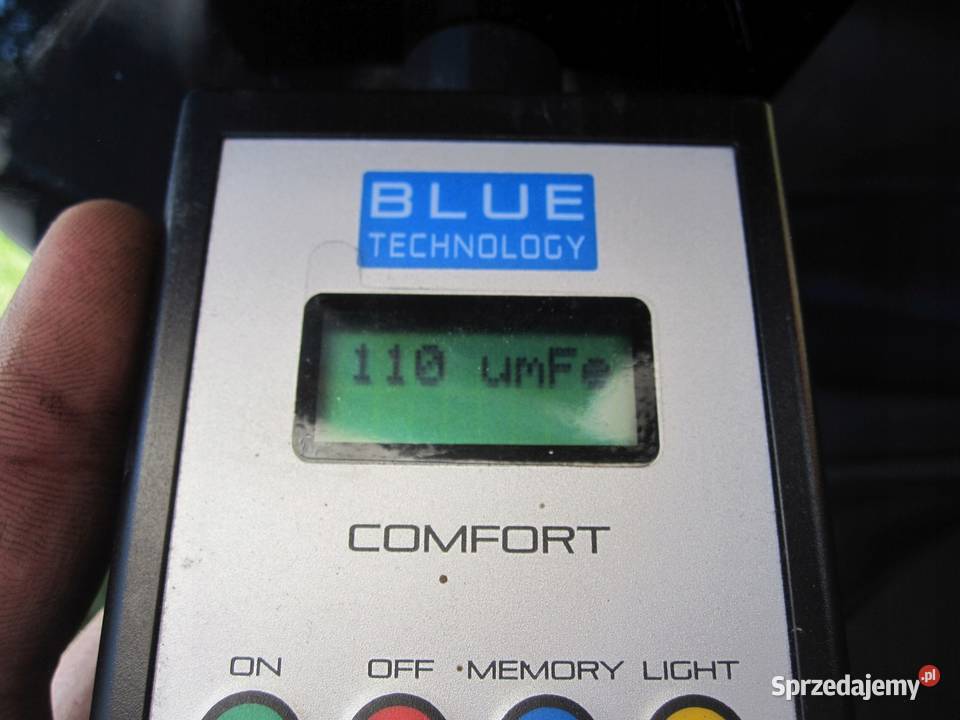 BLUE
TECHNOLOGY
110 umFe
COMFORT
ON OFF MEMORY LIGHT
Sprzedajemy.pl